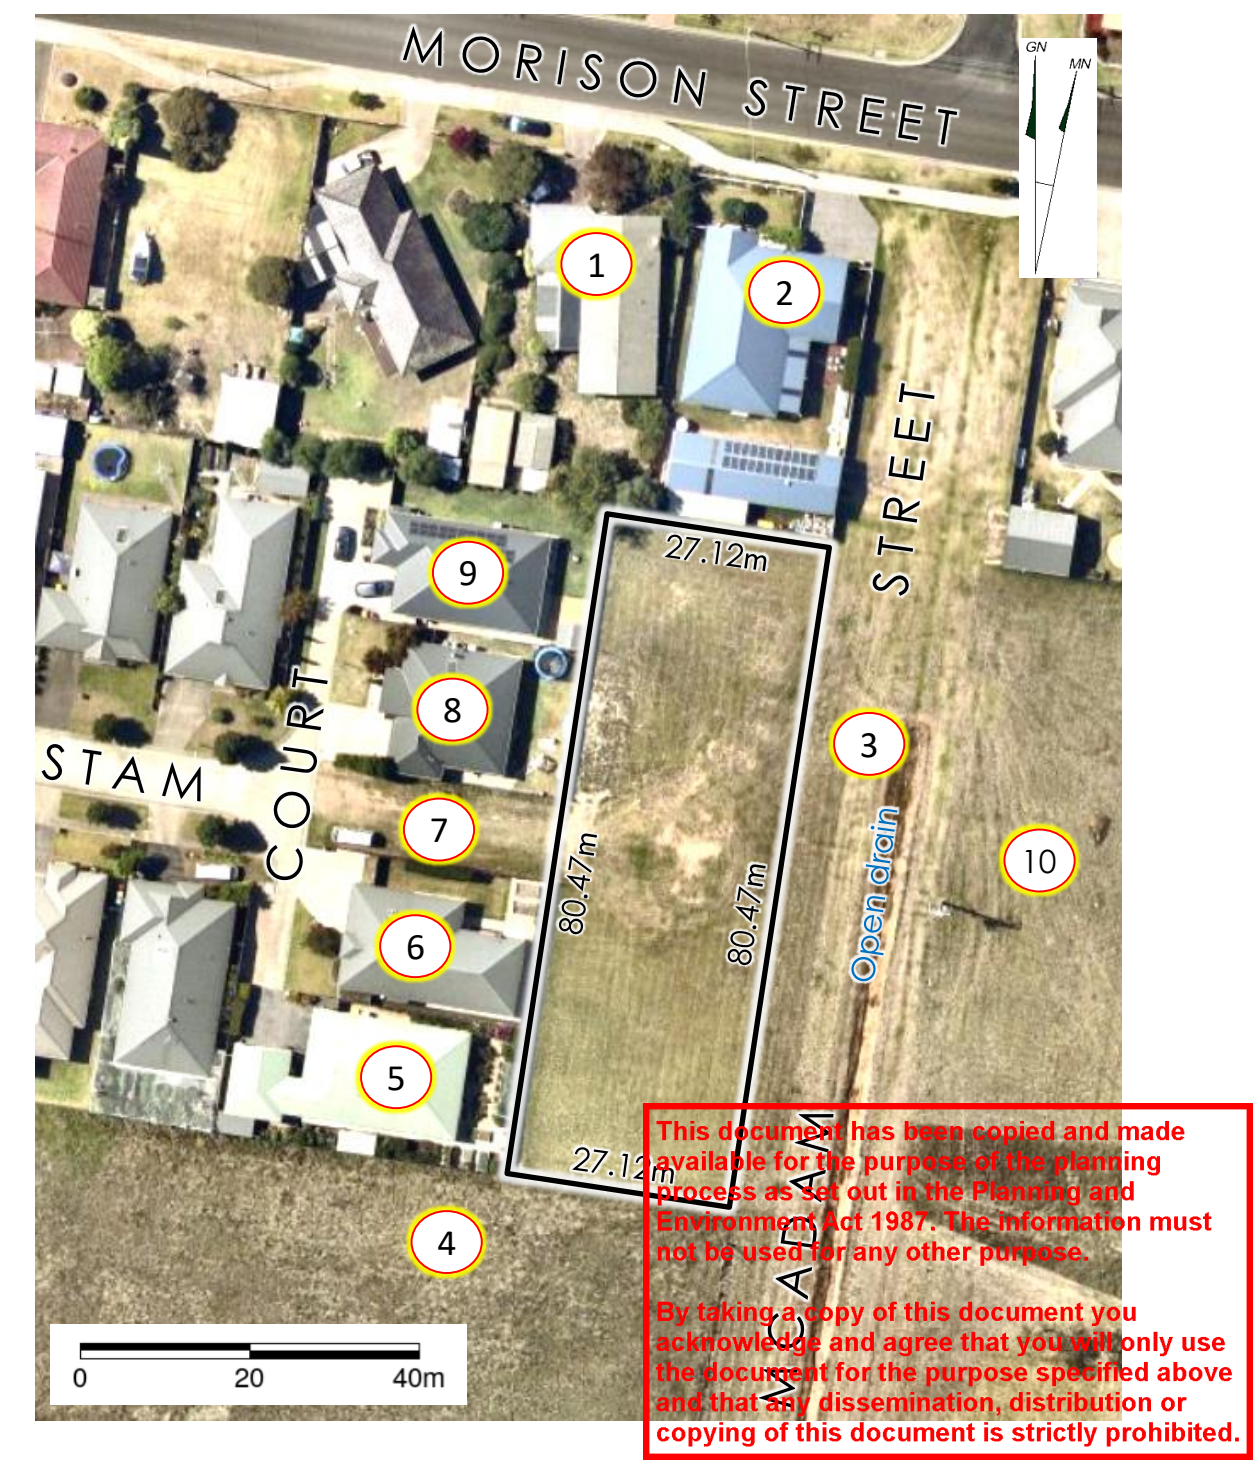 MORISON STREET
GN
MN
1
2
STREET
27.12m
9
8
COURT
STAM
3
7
Open drain
80.47m
80.47m
10
6
5
27.12m
MCADAM
4
This document has been copied and made
available for the purpose of the planning
process as set out in the Planning and
Environment Act 1987. The information must
not be used for any other purpose.
By taking a copy of this document you
acknowledge and agree that you will only use
the document for the purpose specified above
and that any dissemination, distribution or
copying of this document is strictly prohibited.
0 20 40m